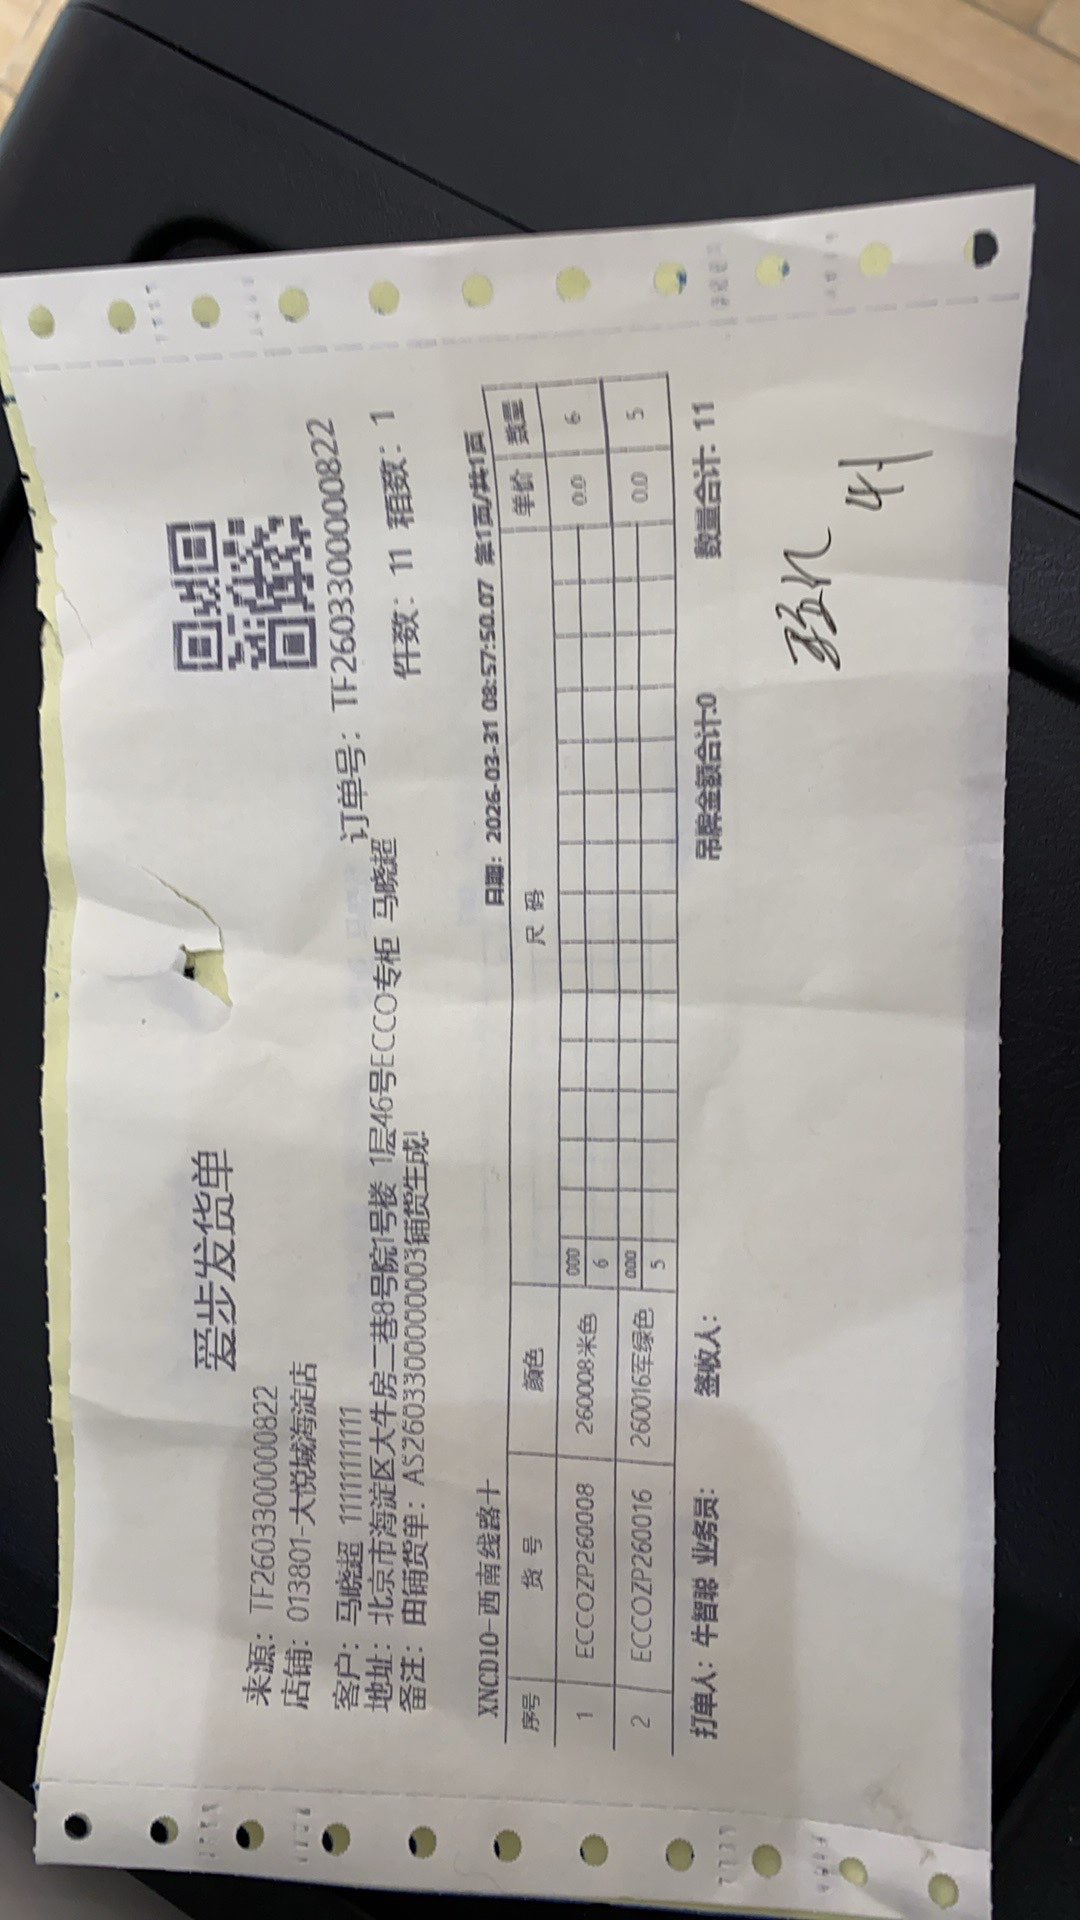 爱步发货单
来源：TF2603300000822
店铺：013801-大悦城海淀店
客户：马晓超 11111111111 订单号：TF2603300000822
地址：北京市海淀区大牛房二巷8号院1号楼 1层46号ECCO专柜 马晓超 件数：11 箱数：1
备注：由铺货单：AS2603300000003铺货生成!
XNCD10-西南线路十 日期：2026-03-31 08:57:50.07 第1页/共1页
序号 货号 颜色 尺码 单价 数量
1 ECCOZP260008 260008米色 000 0.0 6
6
2 ECCOZP260016 260016军绿色 000 0.0 5
5
打单人：牛智聪 业务员： 签收人： 吊牌金额合计:0 数量合计：11
4.1